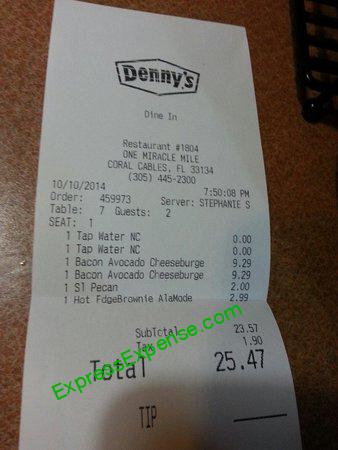 Denny's
Dine In
Restaurant #1804
ONE MIRACLE MILE
CORAL CABLES, FL 33134
(305) 445-2300
10/10/2014 7:50:08 PM
Order: 459973 Server: STEPHANIE S
Table: 7 Guests: 2
SEAT: 1
1 Tap Water NC 0.00
1 Tap Water NC 0.00
1 Bacon Avocado Cheeseburge 9.29
1 Bacon Avocado Cheeseburge 9.29
1 Sl Pecan 2.00
1 Hot FdgeBrownie AlaMode 2.99
SubTotal 23.57
Tax 1.90
Total 25.47
ExpressExpense.com
TIP